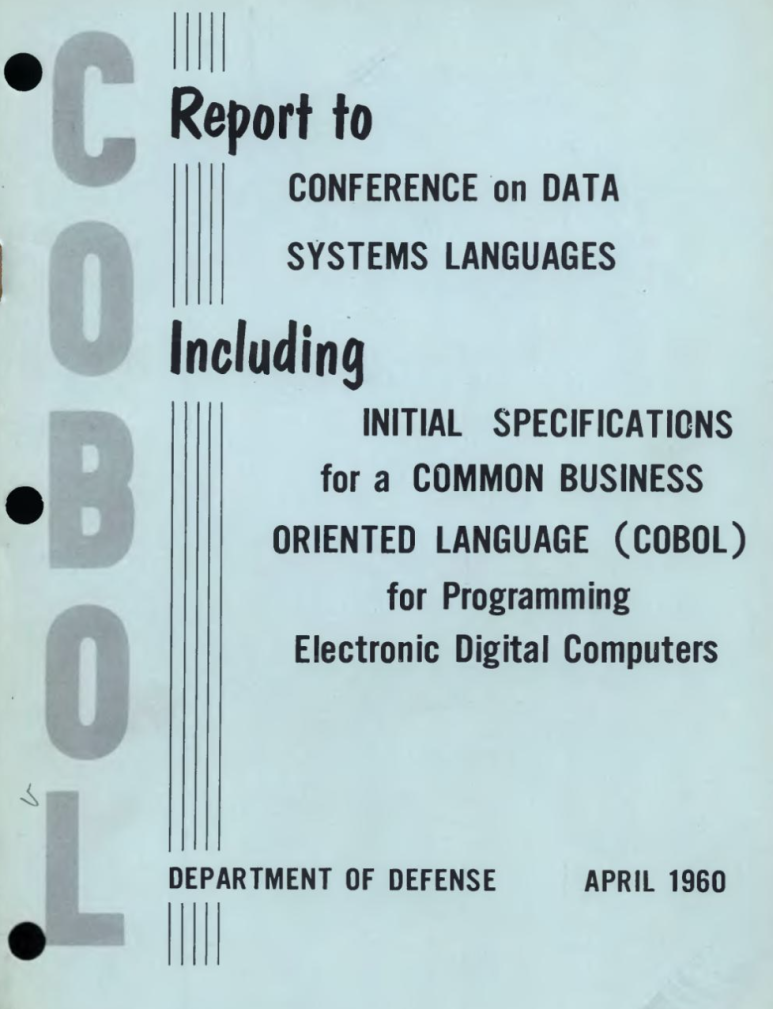 COBOL
Report to
CONFERENCE on DATA
SYSTEMS LANGUAGES
Including
INITIAL SPECIFICATIONS
for a COMMON BUSINESS
ORIENTED LANGUAGE (COBOL)
for Programming
Electronic Digital Computers
DEPARTMENT OF DEFENSE APRIL 1960